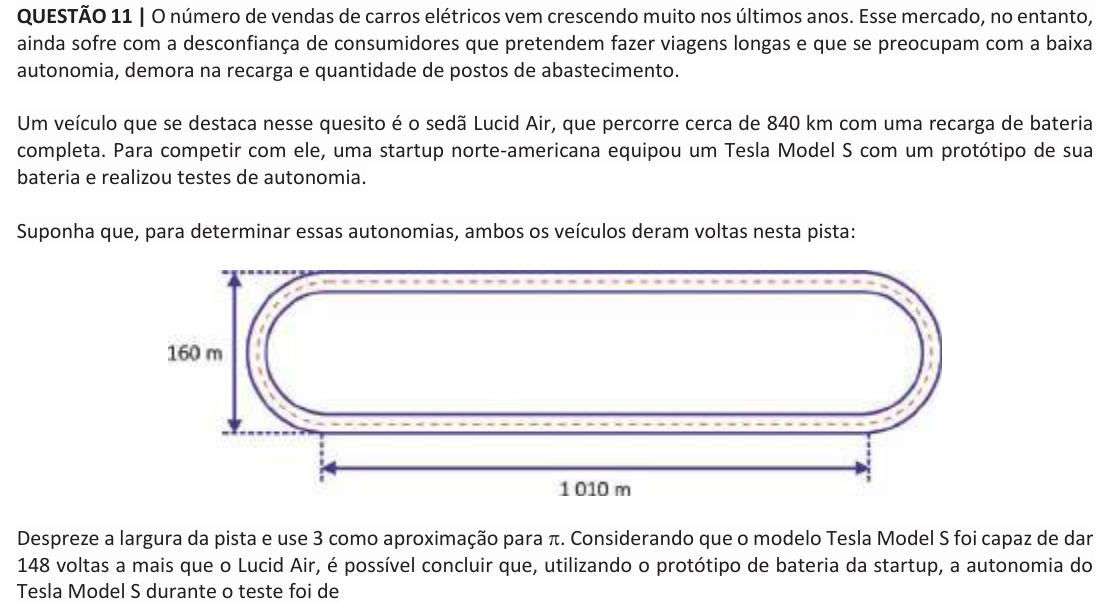 QUESTÃO 11 | O número de vendas de carros elétricos vem crescendo muito nos últimos anos. Esse mercado, no entanto,
ainda sofre com a desconfiança de consumidores que pretendem fazer viagens longas e que se preocupam com a baixa
autonomia, demora na recarga e quantidade de postos de abastecimento.
Um veículo que se destaca nesse quesito é o sedã Lucid Air, que percorre cerca de 840 km com uma recarga de bateria
completa. Para competir com ele, uma startup norte-americana equipou um Tesla Model S com um protótipo de sua
bateria e realizou testes de autonomia.
Suponha que, para determinar essas autonomias, ambos os veículos deram voltas nesta pista:
160 m
1 010 m
Despreze a largura da pista e use 3 como aproximação para π. Considerando que o modelo Tesla Model S foi capaz de dar
148 voltas a mais que o Lucid Air, é possível concluir que, utilizando o protótipo de bateria da startup, a autonomia do
Tesla Model S durante o teste foi de